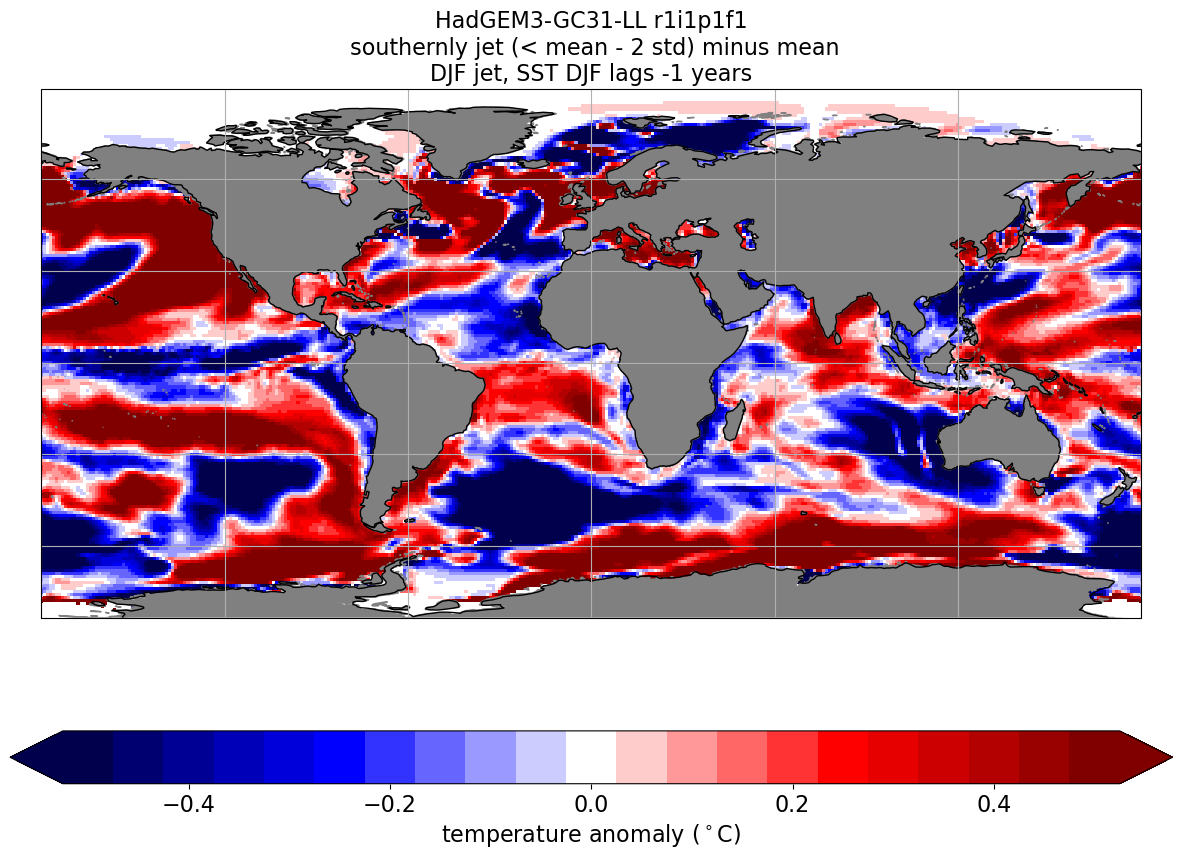 HadGEM3-GC31-LL r1i1p1f1
southernly jet (< mean - 2 std) minus mean
DJF jet, SST DJF lags -1 years
−0.4 −0.2 0.0 0.2 0.4
temperature anomaly (∘C)